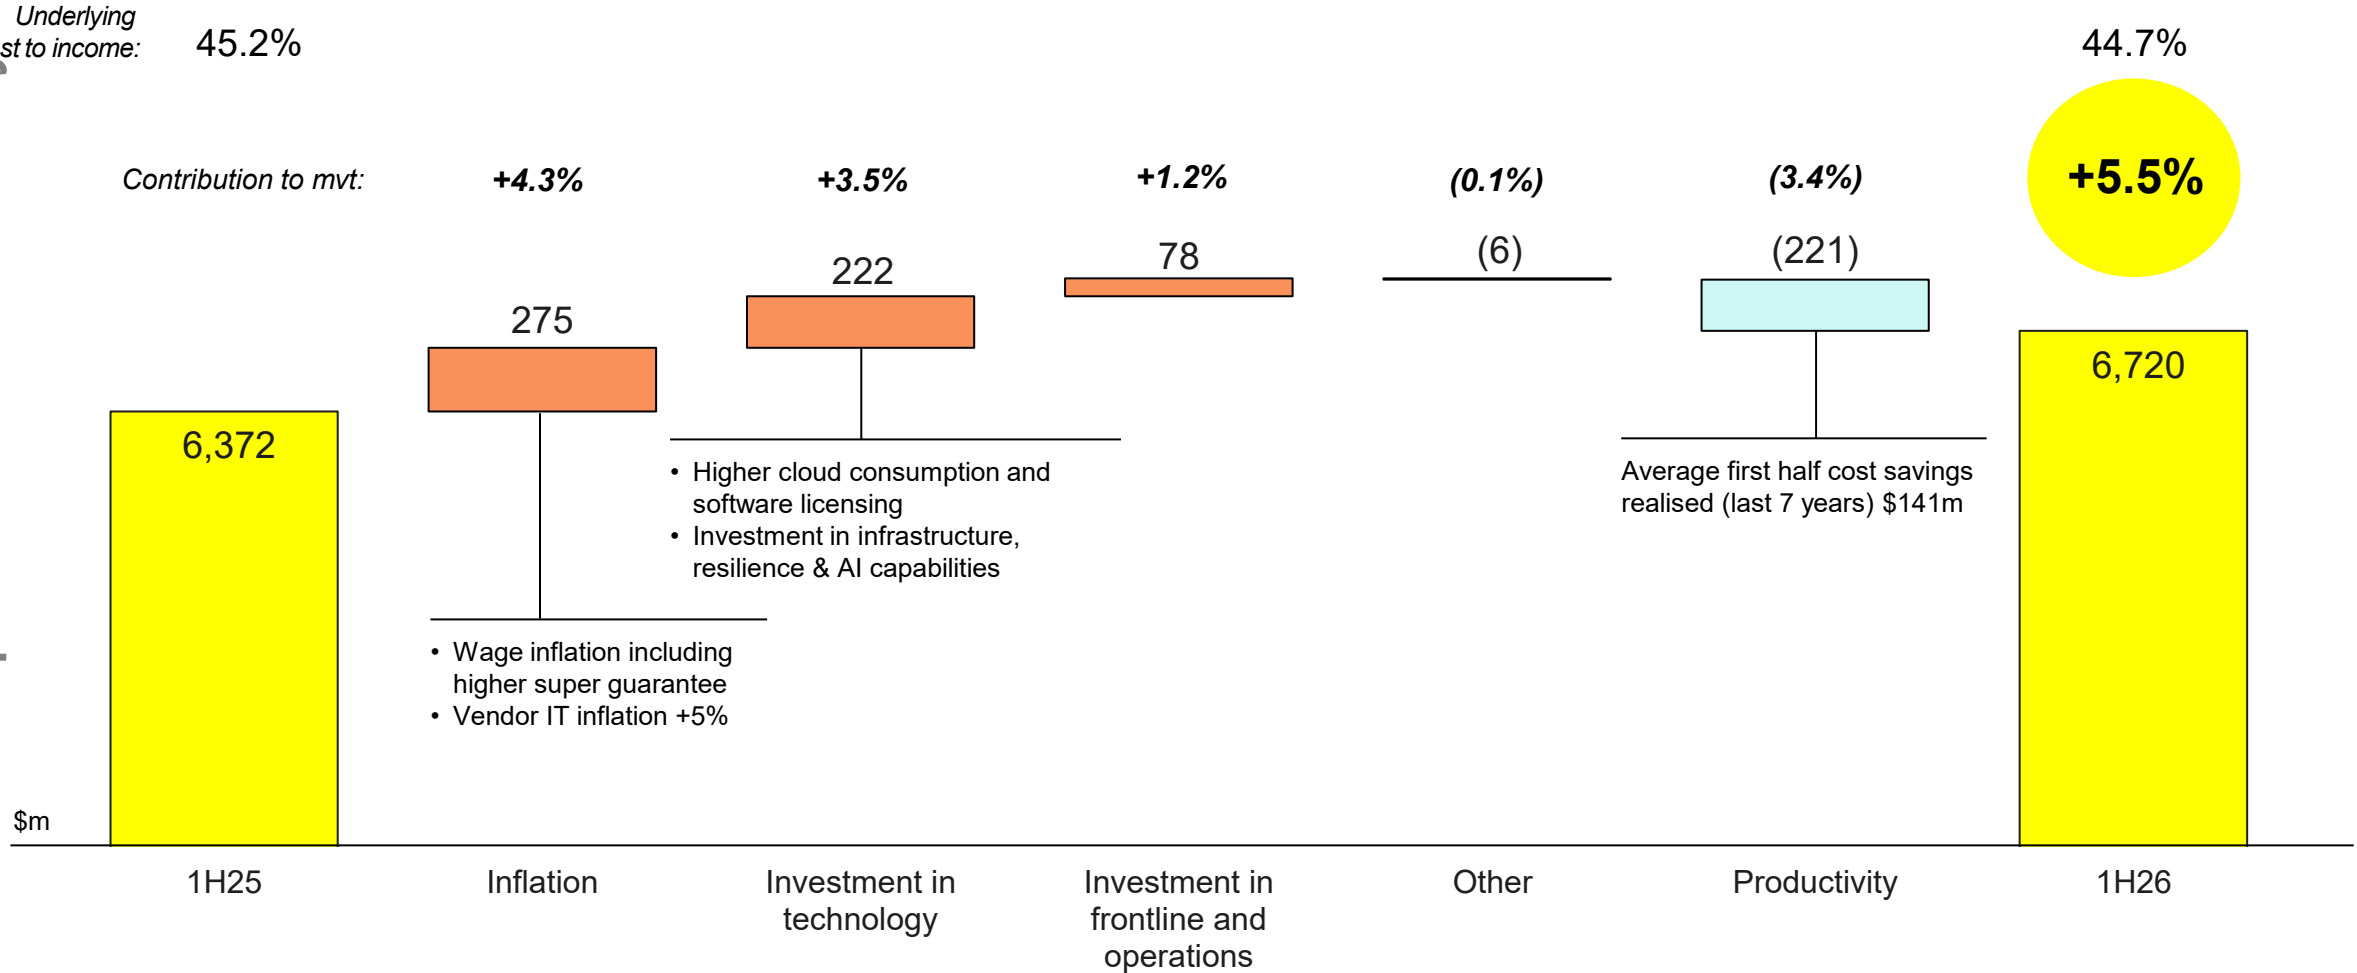 Underlying
st to income:
45.2%
44.7%
Contribution to mvt:
+4.3%
+3.5%
+1.2%
(0.1%)
(3.4%)
+5.5%
6,372
275
222
78
(6)
(221)
6,720
• Higher cloud consumption and
software licensing
• Investment in infrastructure,
resilience & AI capabilities
Average first half cost savings
realised (last 7 years) $141m
• Wage inflation including
higher super guarantee
• Vendor IT inflation +5%
$m
1H25
Inflation
Investment in
technology
Investment in
frontline and
operations
Other
Productivity
1H26